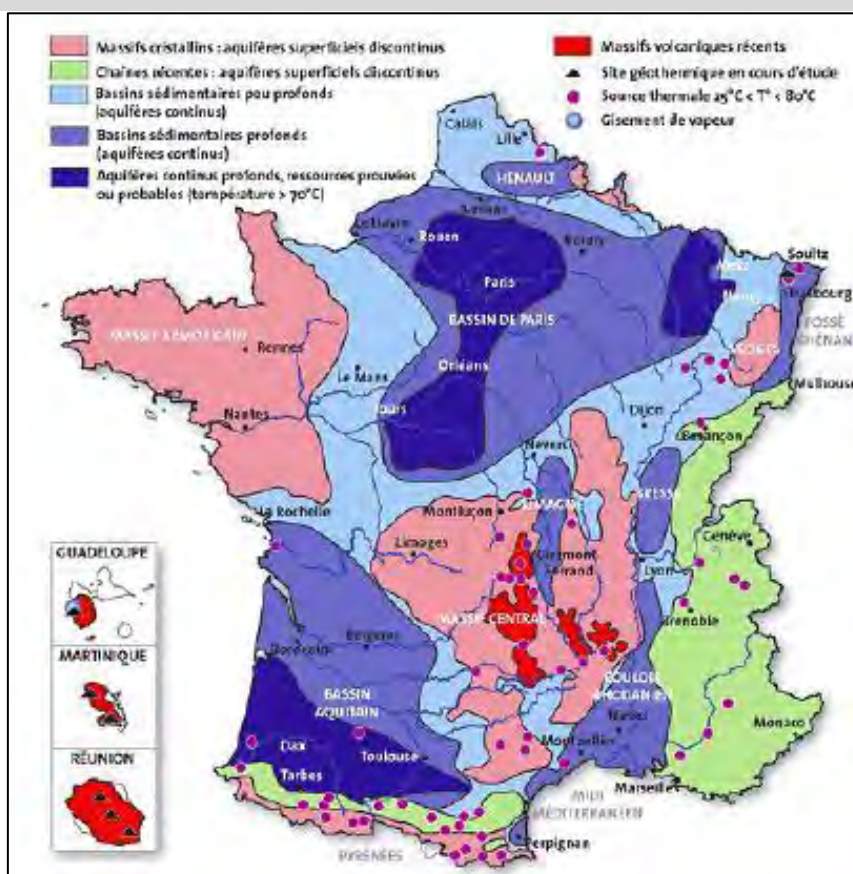 Massifs cristallins : aquifères superficiels discontinus
Chaînes récentes : aquifères superficiels discontinus
Bassins sédimentaires peu profonds
(aquifères continus)
Bassins sédimentaires profonds
(aquifères continus)
Aquifères continus profonds, ressources prouvées
ou probables (température > 70°C)
Massifs volcaniques récents
Site géothermique en cours d'étude
Source thermale 25°C < T° < 80°C
Gisement de vapeur
Calais
Lille
HENAULT
Rouen
Soultz
Paris
BASSIN DE PARIS
Rennes
Le Mans
Orléans
Mulhouse
Nantes
Tours
Dijon
Besançon
Nevers
La Rochelle
Montluçon
LIMAGNE
BRESSE
Genève
Limoges
Clermont
Ferrand
Lyon
GUADELOUPE
MASSIF CENTRAL
Grenoble
MARTINIQUE
BASSIN
AQUITAIN
Monaco
Dax
Toulouse
Montpellier
RÉUNION
Tarbes
Marseille
MIDI
MÉDITERRANÉEN
PYRÉNÉES
Perpignan